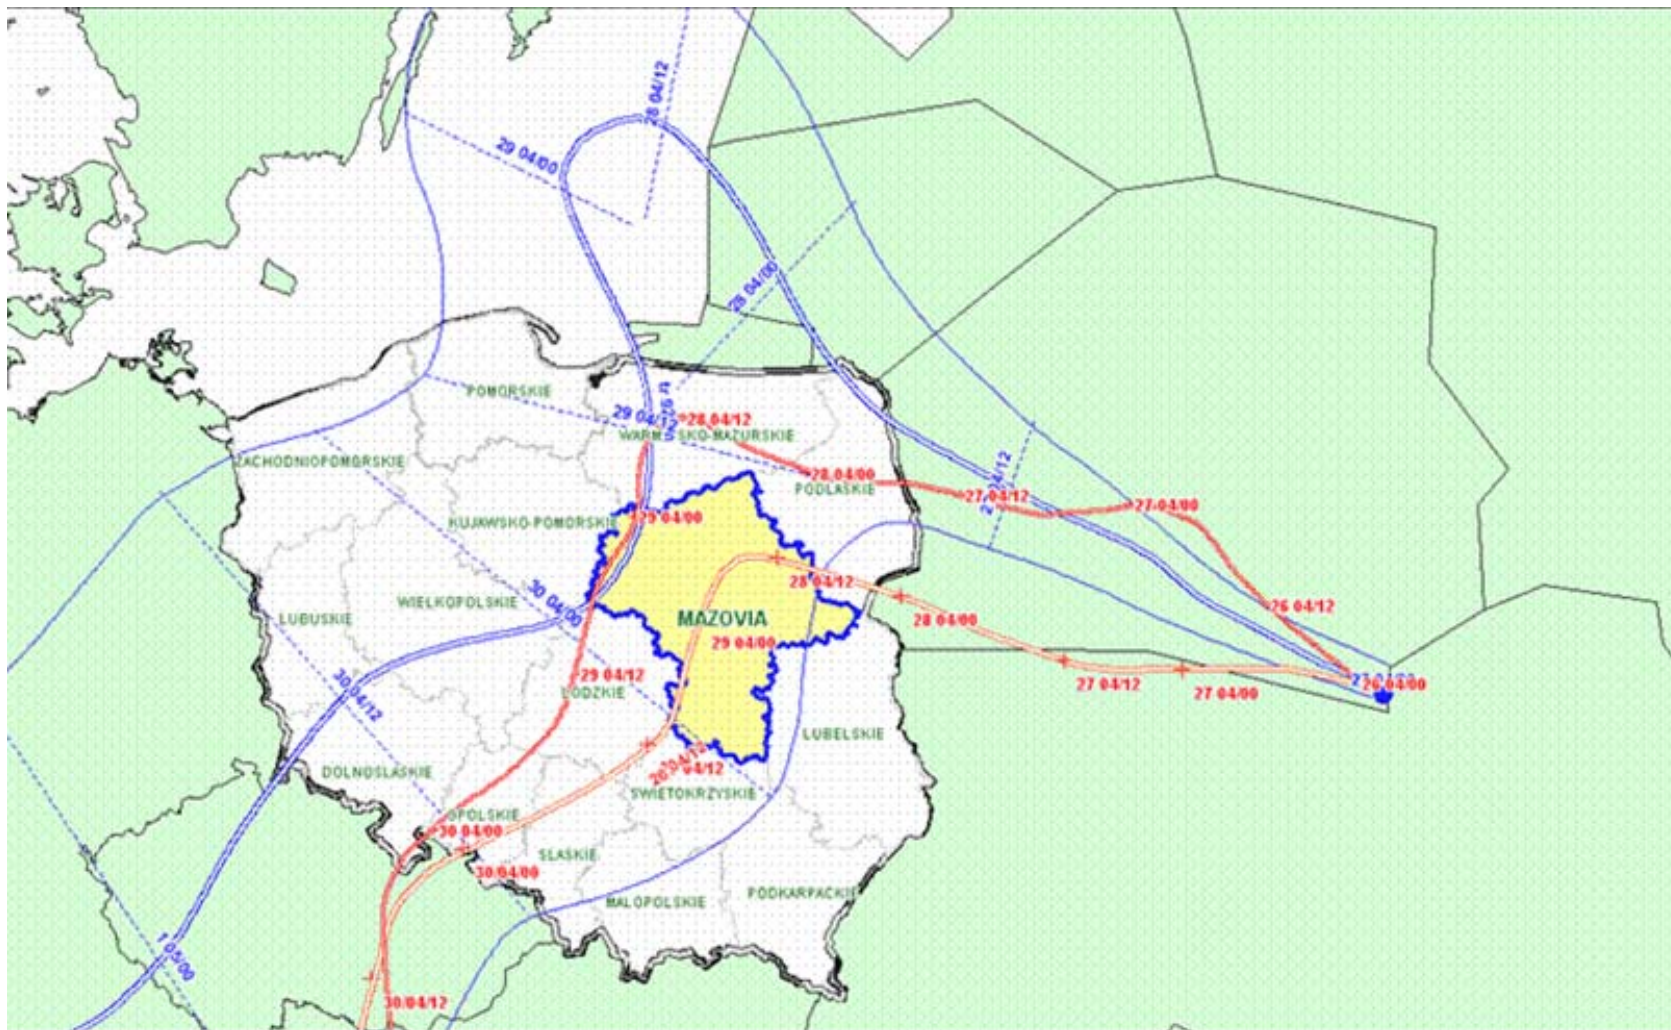 28 04/12
29 04/00
28 04/00
POMORSKIE
29 04/12
28 04/12
WARMINSKO-MAZURSKIE
ZACHODNIOPOMORSKIE
28 04/00
PODLASKIE
27 04/12
27 04/00
KUJAWSKO-POMORSKIE
29 04/00
28 04/12
30 04/00
WIELKOPOLSKIE
LUBUSKIE
MAZOVIA
28 04/00
26 04/12
29 04/00
30 04/12
29 04/12
LODZKIE
27 04/12
27 04/00
26 04/00
LUBELSKIE
DOLNOSLASKIE
SWIETOKRZYSKIE
OPOLSKIE
30 04/00
SLASKIE
30 04/00
MALOPOLSKIE
PODKARPACKIE
1 05/00
30 04/12